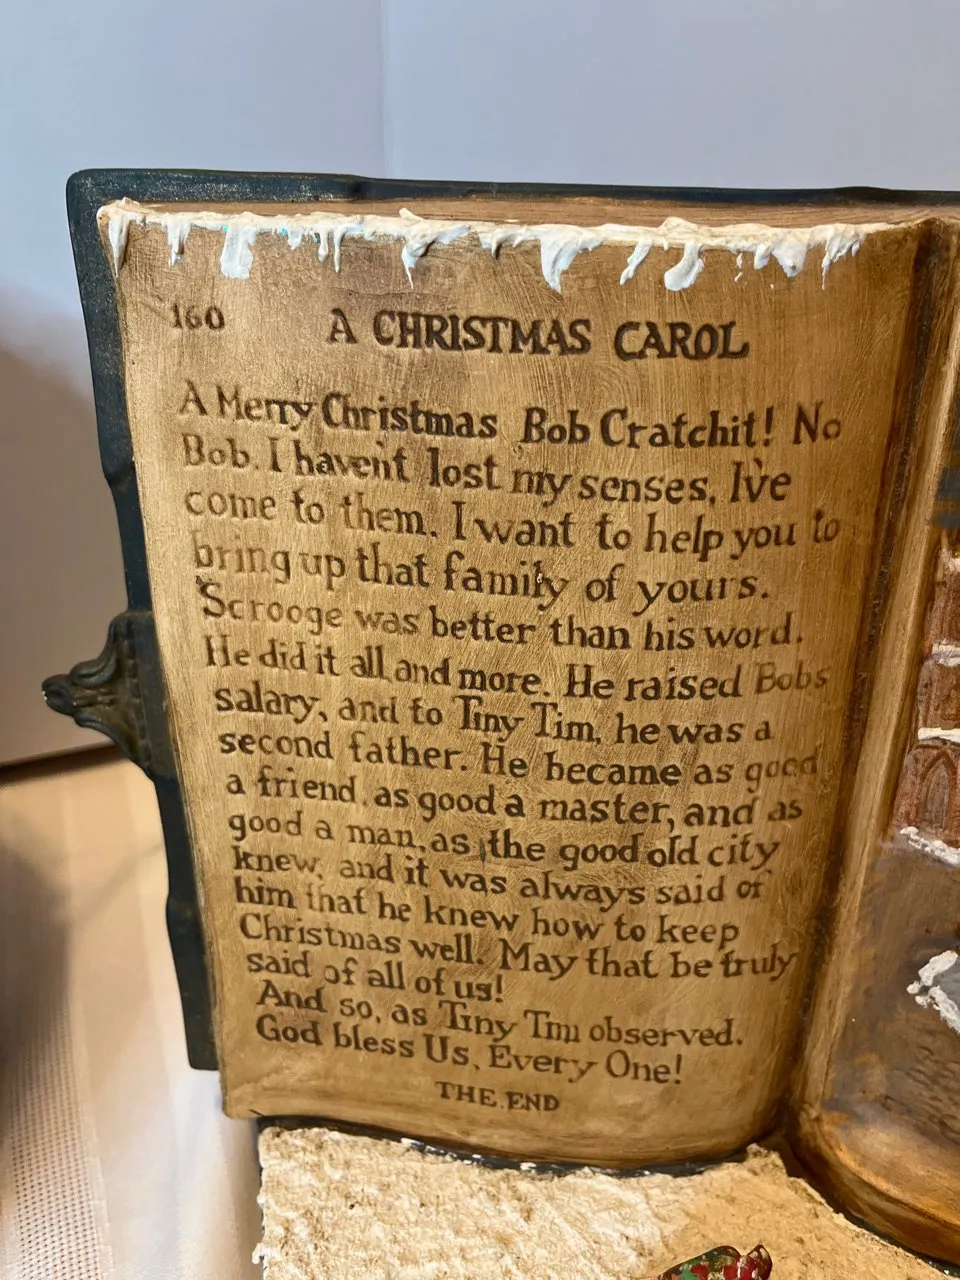 160
A CHRISTMAS CAROL
A Merry Christmas Bob Cratchit! No
Bob. I haven't lost my senses, I've
come to them. I want to help you to
bring up that family of yours.
Scrooge was better than his word.
He did it all and more. He raised Bobs
salary, and to Tiny Tim, he was a
second father. He became as good
a friend, as good a master, and as
good a man, as the good old city
knew, and it was always said of
him that he knew how to keep
Christmas well. May that be truly
said of all of us!
And so, as Tiny Tim observed.
God bless Us, Every One!
THE END